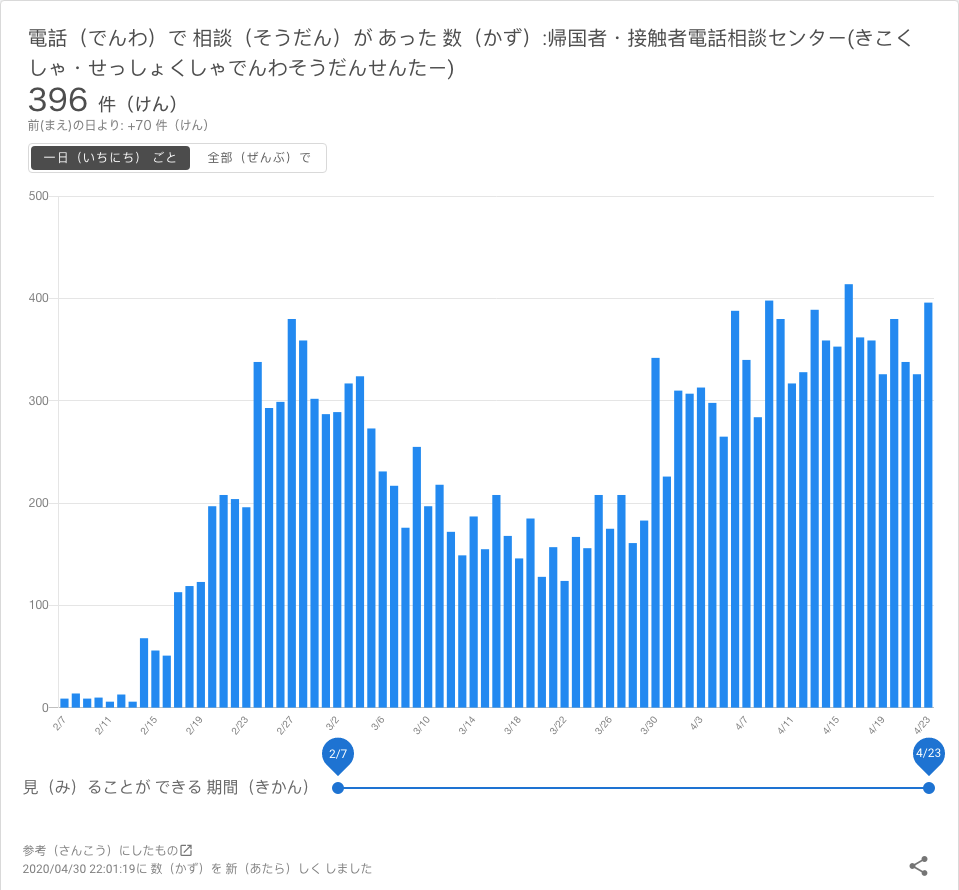 電話（でんわ）で 相談（そうだん）が あった 数（かず）:帰国者・接触者電話相談センター(きこく
しゃ・せっしょくしゃでんわそうだんせんたー)
396 件（けん）
前(まえ)の日より: +70 件（けん）
一日（いちにち） ごと 全部（ぜんぶ）で
500
400
300
200
100
0
2/7 2/11 2/15 2/19 2/23 2/27 3/2 3/6 3/10 3/14 3/18 3/22 3/26 3/30 4/3 4/7 4/11 4/15 4/19 4/23
2/7 4/23
見（み）ることが できる 期間（きかん）
参考（さんこう）にしたもの
2020/04/30 22:01:19に 数（かず）を 新（あたら）しく しました